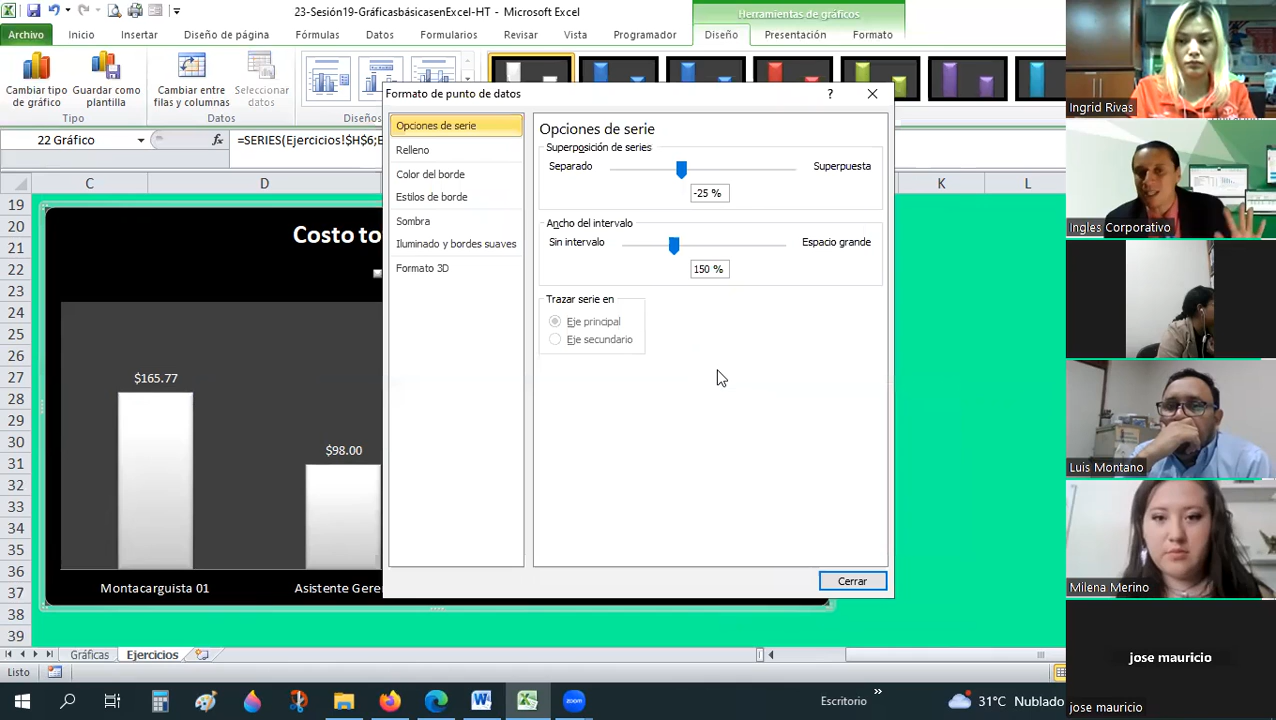 23-Sesión19-GráficasbásicasenExcel-HT - Microsoft Excel
Herramientas de gráficos
Archivo Inicio Insertar Diseño de página Fórmulas Datos Formularios Revisar Vista Programador Diseño Presentación Formato
Cambiar tipo de gráfico
Guardar como plantilla
Tipo
Cambiar entre filas y columnas
Seleccionar datos
Datos
22 Gráfico
fx
=SERIES(Ejercicios!$H$6;E
C D K L
19
20
21
22
23
24
25
26
27
28
29
30
31
32
33
34
35
36
37
38
39
Costo to
$165.77
$98.00
Montacarguista 01
Asistente Gere
Formato de punto de datos
?
Opciones de serie
Relleno
Color del borde
Estilos de borde
Sombra
Iluminado y bordes suaves
Formato 3D
Opciones de serie
Superposición de series
Separado Superpuesta
-25 %
Ancho del intervalo
Sin intervalo Espacio grande
150 %
Trazar serie en
Eje principal
Eje secundario
Cerrar
Gráficas Ejercicios
Listo
Escritorio
»
31°C Nublado
zoom
Ingrid Rivas
Ingles Corporativo
Luis Montano
Milena Merino
jose mauricio
jose mauricio